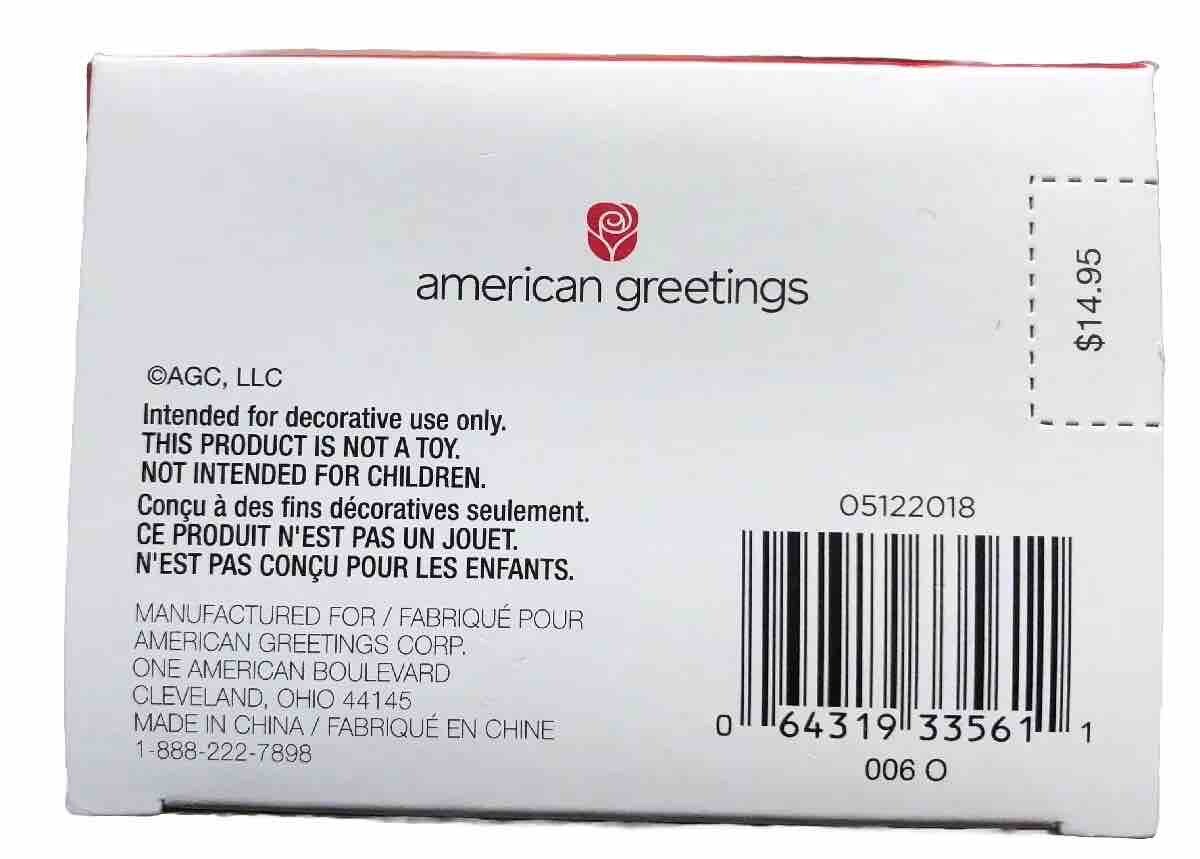 american greetings
$14.95
©AGC, LLC
Intended for decorative use only.
THIS PRODUCT IS NOT A TOY.
NOT INTENDED FOR CHILDREN.
Conçu à des fins décoratives seulement.
CE PRODUIT N'EST PAS UN JOUET.
N'EST PAS CONÇU POUR LES ENFANTS.
MANUFACTURED FOR / FABRIQUÉ POUR
AMERICAN GREETINGS CORP.
ONE AMERICAN BOULEVARD
CLEVELAND, OHIO 44145
MADE IN CHINA / FABRIQUÉ EN CHINE
1-888-222-7898
05122018
0 64319 33561 1
006 O